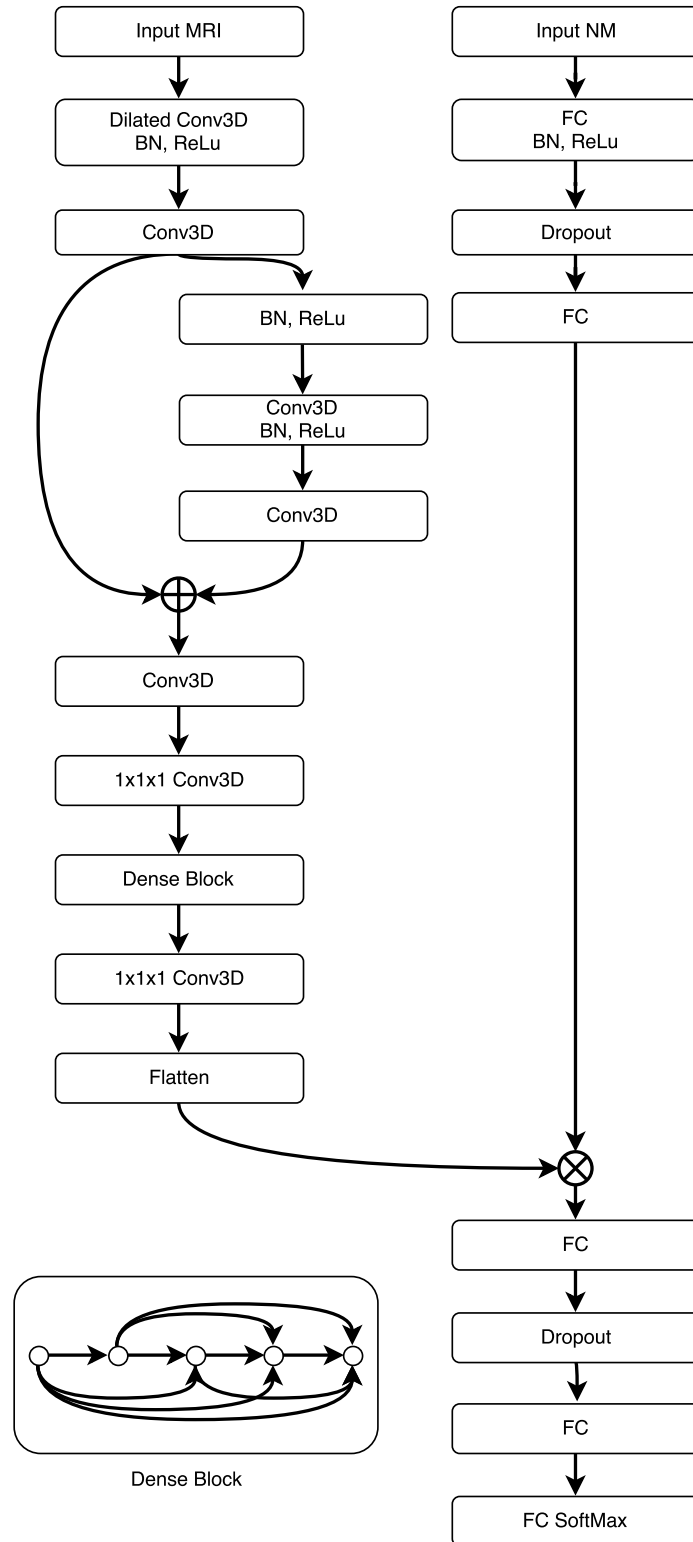 Input MRI
Dilated Conv3D
BN, ReLu
Conv3D
BN, ReLu
Conv3D
BN, ReLu
Conv3D
Conv3D
1x1x1 Conv3D
Dense Block
1x1x1 Conv3D
Flatten
Input NM
FC
BN, ReLu
Dropout
FC
FC
Dropout
FC
FC SoftMax
Dense Block